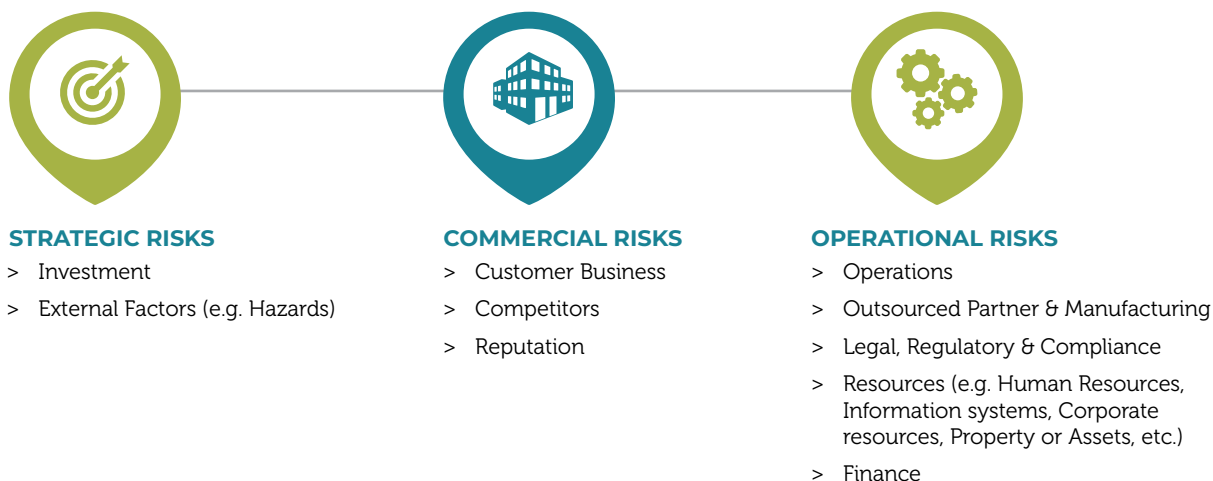 STRATEGIC RISKS
> Investment
> External Factors (e.g. Hazards)
COMMERCIAL RISKS
> Customer Business
> Competitors
> Reputation
OPERATIONAL RISKS
> Operations
> Outsourced Partner & Manufacturing
> Legal, Regulatory & Compliance
> Resources (e.g. Human Resources,
Information systems, Corporate
resources, Property or Assets, etc.)
> Finance